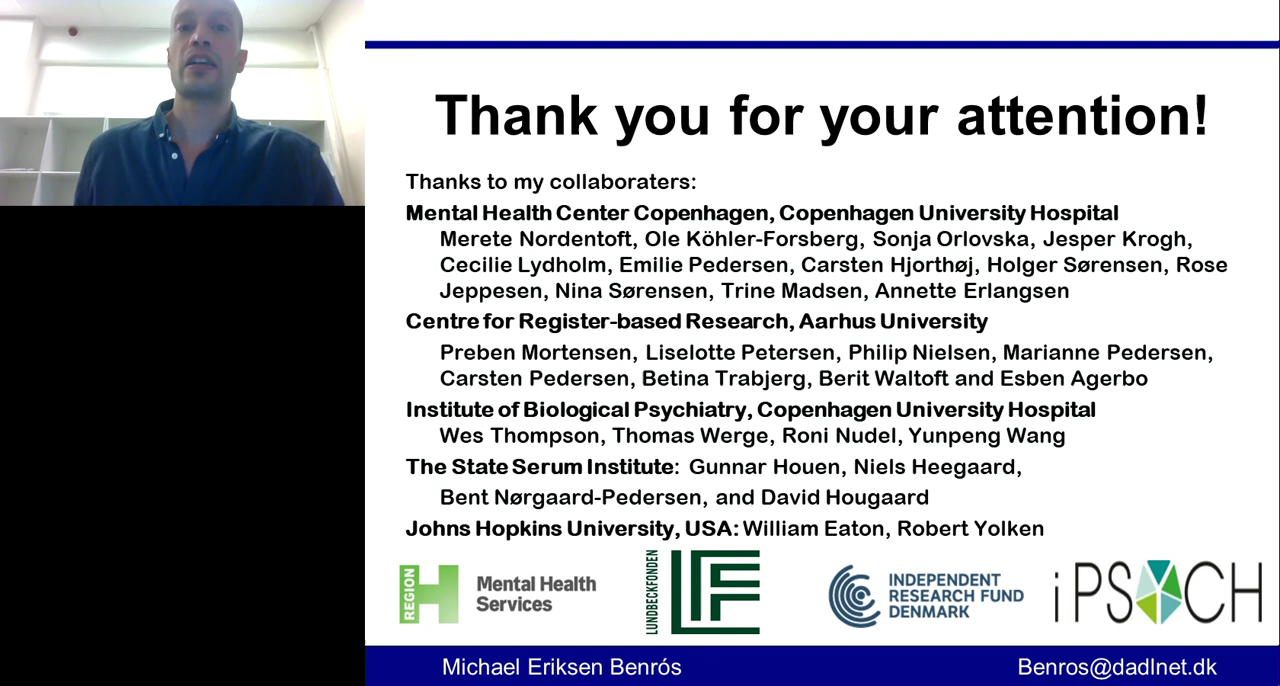 Thank you for your attention!
Thanks to my collaboraters:
Mental Health Center Copenhagen, Copenhagen University Hospital
Merete Nordentoft, Ole Köhler-Forsberg, Sonja Orlovska, Jesper Krogh,
Cecilie Lydholm, Emilie Pedersen, Carsten Hjorthøj, Holger Sørensen, Rose
Jeppesen, Nina Sørensen, Trine Madsen, Annette Erlangsen
Centre for Register-based Research, Aarhus University
Preben Mortensen, Liselotte Petersen, Philip Nielsen, Marianne Pedersen,
Carsten Pedersen, Betina Trabjerg, Berit Waltoft and Esben Agerbo
Institute of Biological Psychiatry, Copenhagen University Hospital
Wes Thompson, Thomas Werge, Roni Nudel, Yunpeng Wang
The State Serum Institute: Gunnar Houen, Niels Heegaard,
Bent Nørgaard-Pedersen, and David Hougaard
Johns Hopkins University, USA: William Eaton, Robert Yolken
REGION H
Mental Health
Services
LUNDBECKFONDEN
LF
INDEPENDENT
RESEARCH FUND
DENMARK
iPSYCH
Michael Eriksen Benrós
Benros@dadlnet.dk